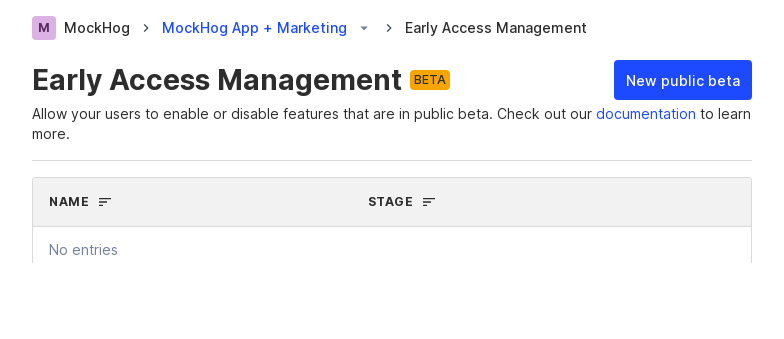 M MockHog MockHog App + Marketing Early Access Management
Early Access Management BETA
New public beta
Allow your users to enable or disable features that are in public beta. Check out our documentation to learn
more.
NAME STAGE
No entries